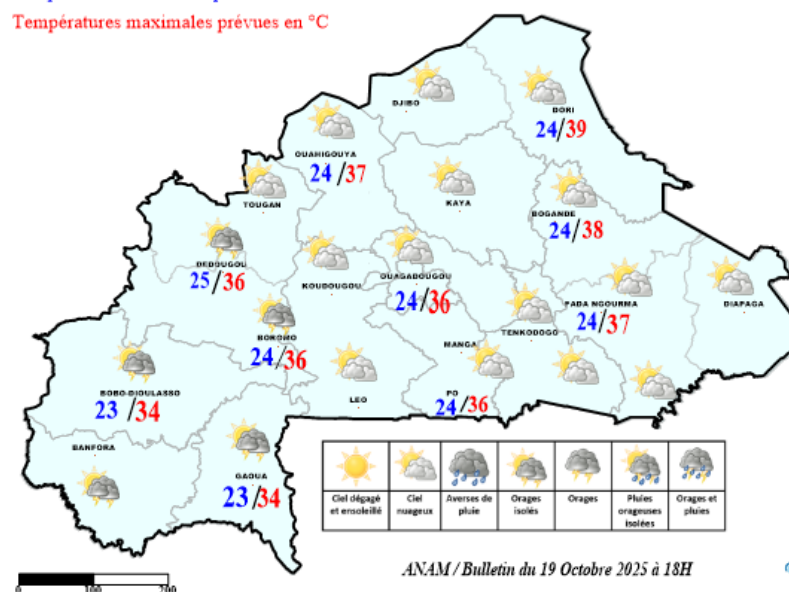 Températures maximales prévues en °C
DJIBO
DORI
24/39
OUAHIGOUYA
24/37
TOUGAN
KAYA
BOGANDE
24/38
DEDOUGOU
25/36
KOUDOUGOU
OUAGADOUGOU
24/36
FADA NGOURMA
24/37
DIAPAGA
TENKODOGO
BOROMO
24/36
MANGA
BOBO-DIOULASSO
23/34
LEO
PO
24/36
BANFORA
GAOUA
23/34
Ciel dégagé et ensoleillé
Ciel nuageux
Averses de pluie
Orages isolés
Orages
Pluies orageuses isolées
Orages et pluies
ANAM / Bulletin du 19 Octobre 2025 à 18H
0 100 200